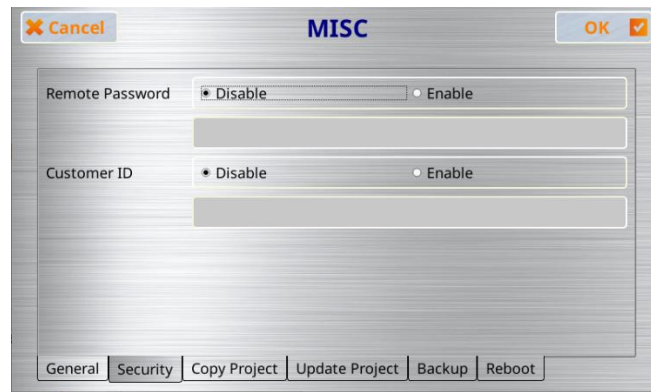 Cancel MISC OK
Remote Password Disable Enable
Customer ID Disable Enable
General Security Copy Project Update Project Backup Reboot